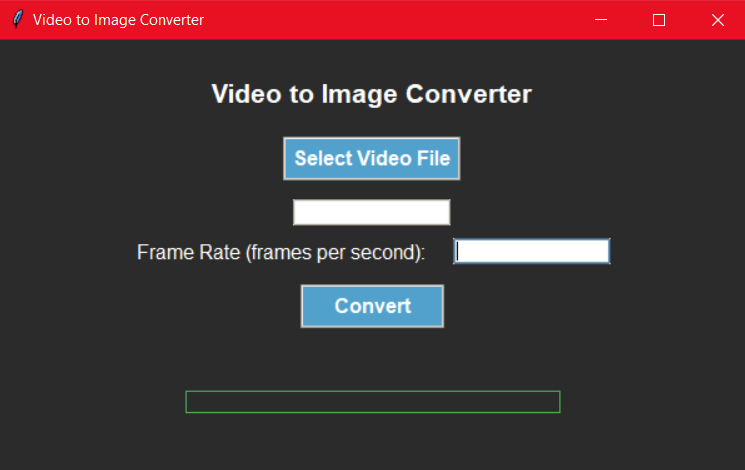 Video to Image Converter
Video to Image Converter
Select Video File
Frame Rate (frames per second):
Convert